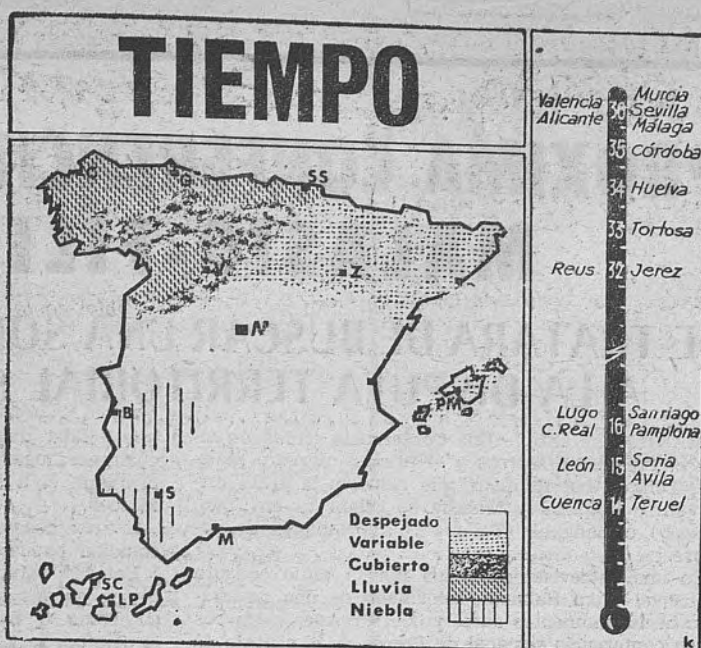 TIEMPO
C
G
SS
V
Z
M
B
PM
S
M
SC
LP
Despejado
Variable
Cubierto
Lluvia
Niebla
Valencia
Alicante
36
Murcia
Sevilla
Málaga
35 Córdoba
34 Huelva
33 Tortosa
Reus 32 Jerez
Lugo
C.Real
16
Santiago
Pamplona
León 15 Soria
Avila
Cuenca 14 Teruel
k